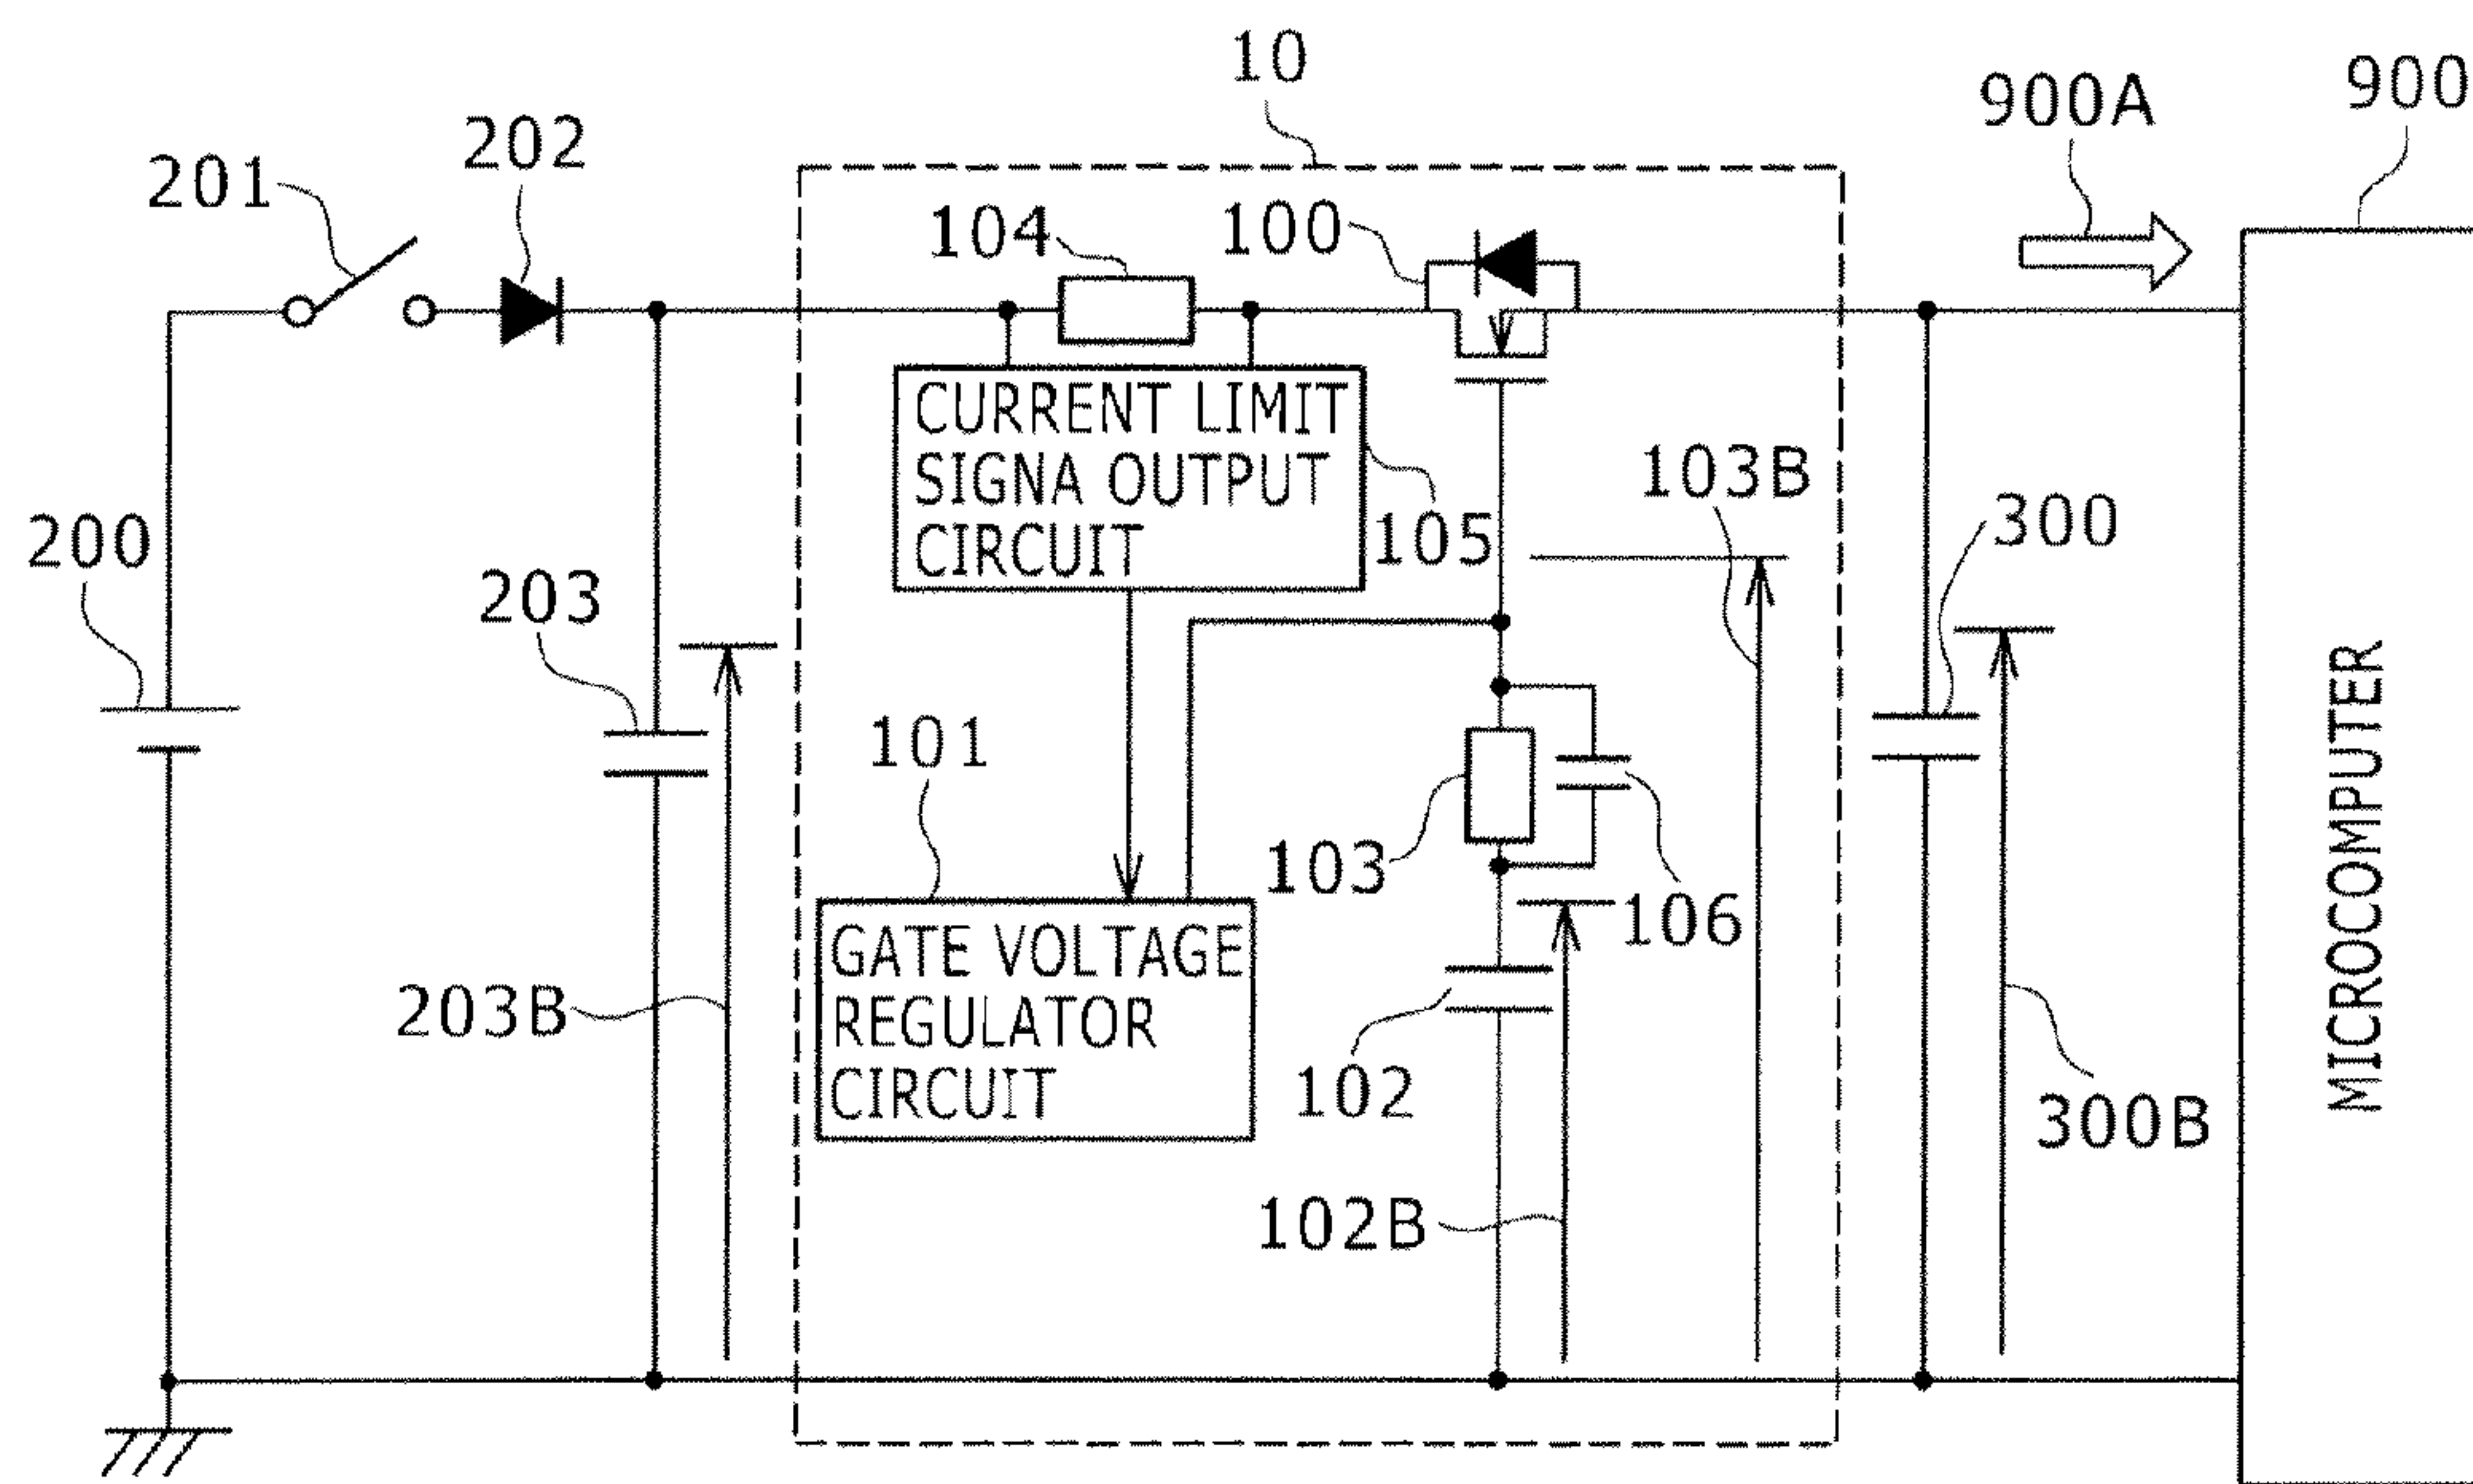 10
900A
900
202
201
104
100
CURRENT LIMIT
SIGNA OUTPUT
CIRCUIT
105
103B
300
200
203
101
103
106
GATE VOLTAGE
REGULATOR
CIRCUIT
203B
102
102B
300B
MICROCOMPUTER